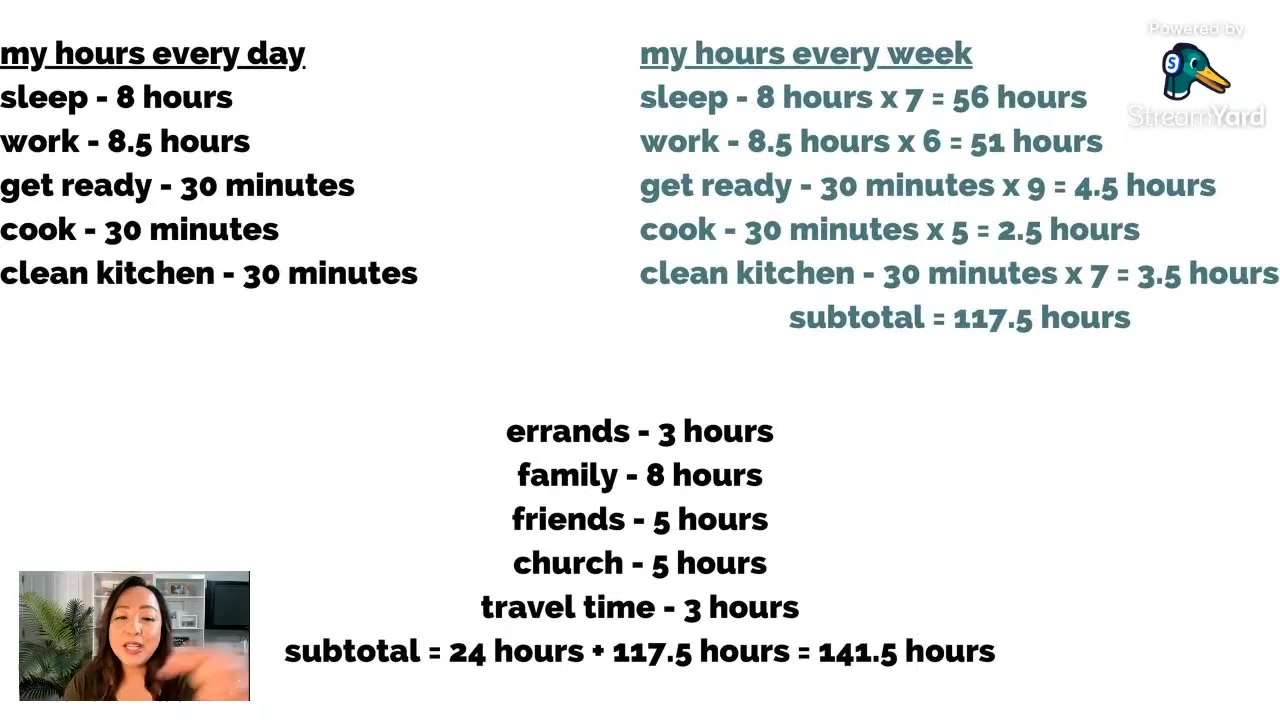 my hours every day
sleep - 8 hours
work - 8.5 hours
get ready - 30 minutes
cook - 30 minutes
clean kitchen - 30 minutes
my hours every week
sleep - 8 hours x 7 = 56 hours
work - 8.5 hours x 6 = 51 hours
get ready - 30 minutes x 9 = 4.5 hours
cook - 30 minutes x 5 = 2.5 hours
clean kitchen - 30 minutes x 7 = 3.5 hours
subtotal = 117.5 hours
Powered by
S
StreamYard
errands - 3 hours
family - 8 hours
friends - 5 hours
church - 5 hours
travel time - 3 hours
subtotal = 24 hours + 117.5 hours = 141.5 hours